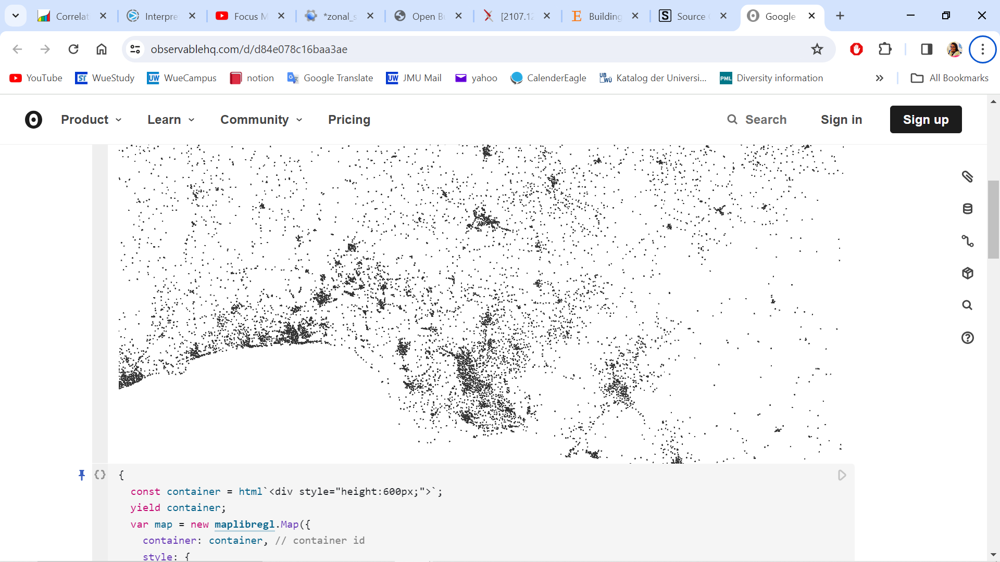 Correlat
Interpre
Focus M
*zonal_s
Open Bu
[2107.12
Building
Source
Google
observablehq.com/d/d84e078c16baa3ae
YouTube
WueStudy
WueCampus
notion
Google Translate
JMU Mail
yahoo
CalenderEagle
Katalog der Universi...
PML
Diversity information
All Bookmarks
Product
Learn
Community
Pricing
Search
Sign in
Sign up
{
const container = html`<div style="height:600px;">`;
yield container;
var map = new maplibregl.Map({
container: container, // container id
style: {